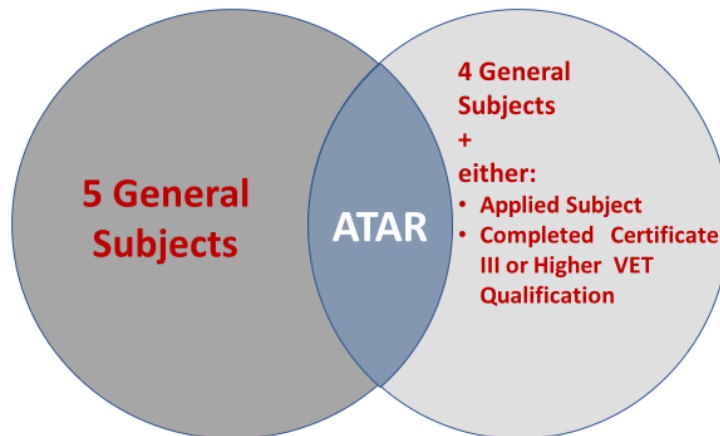 5 General
Subjects
ATAR
4 General
Subjects
+
either:
• Applied Subject
• Completed Certificate
III or Higher VET
Qualification